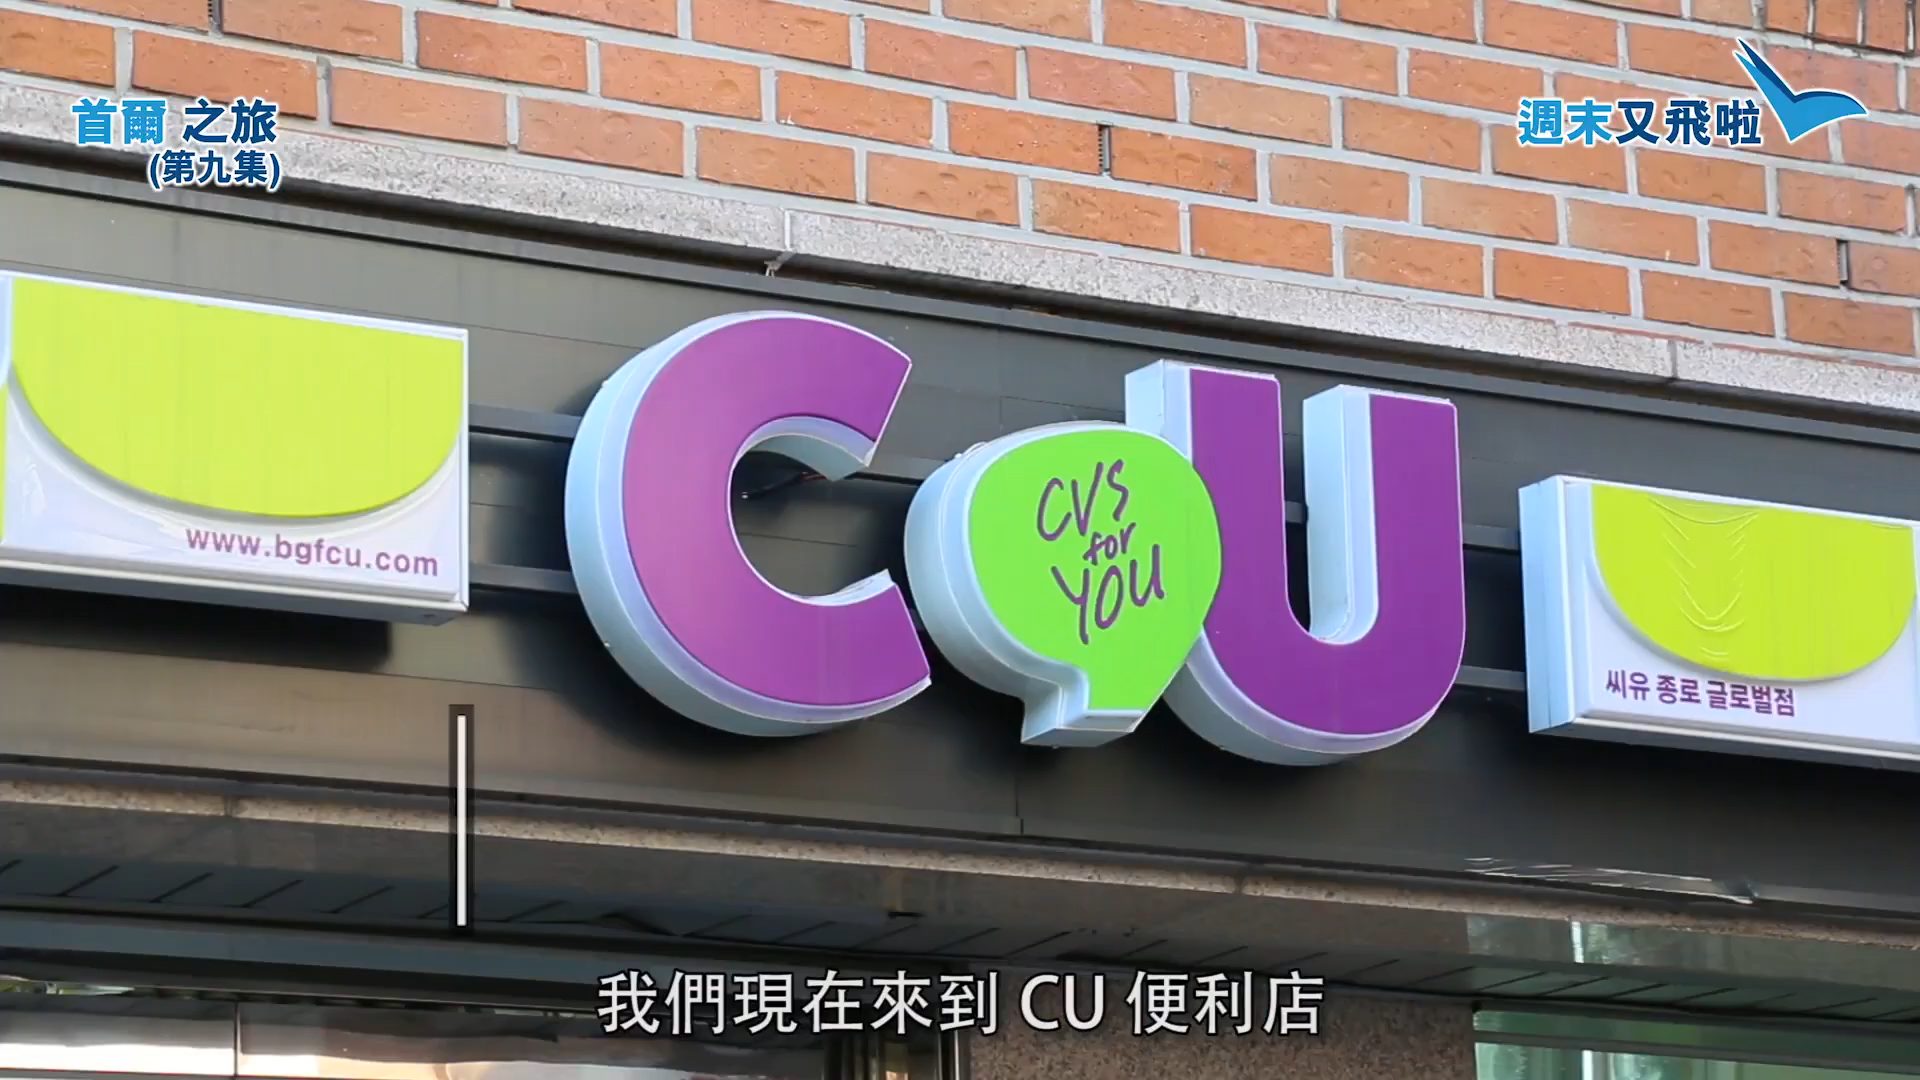 首爾 之旅
(第九集)
週末又飛啦
www.bgfcu.com
CU
CVS
for
YOU
씨유 종로 글로벌점
我們現在來到 CU 便利店